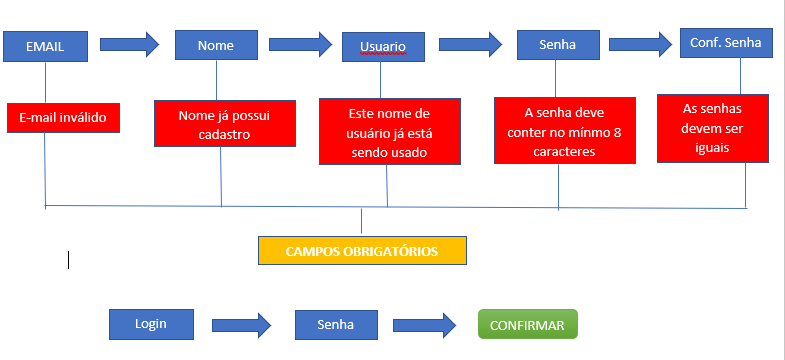 EMAIL
Nome
Usuario
Senha
Conf. Senha
E-mail inválido
Nome já possui
cadastro
Este nome de
usuário já está
sendo usado
A senha deve
conter no mínmo 8
caracteres
As senhas
devem ser
iguais
CAMPOS OBRIGATÓRIOS
Login
Senha
CONFIRMAR